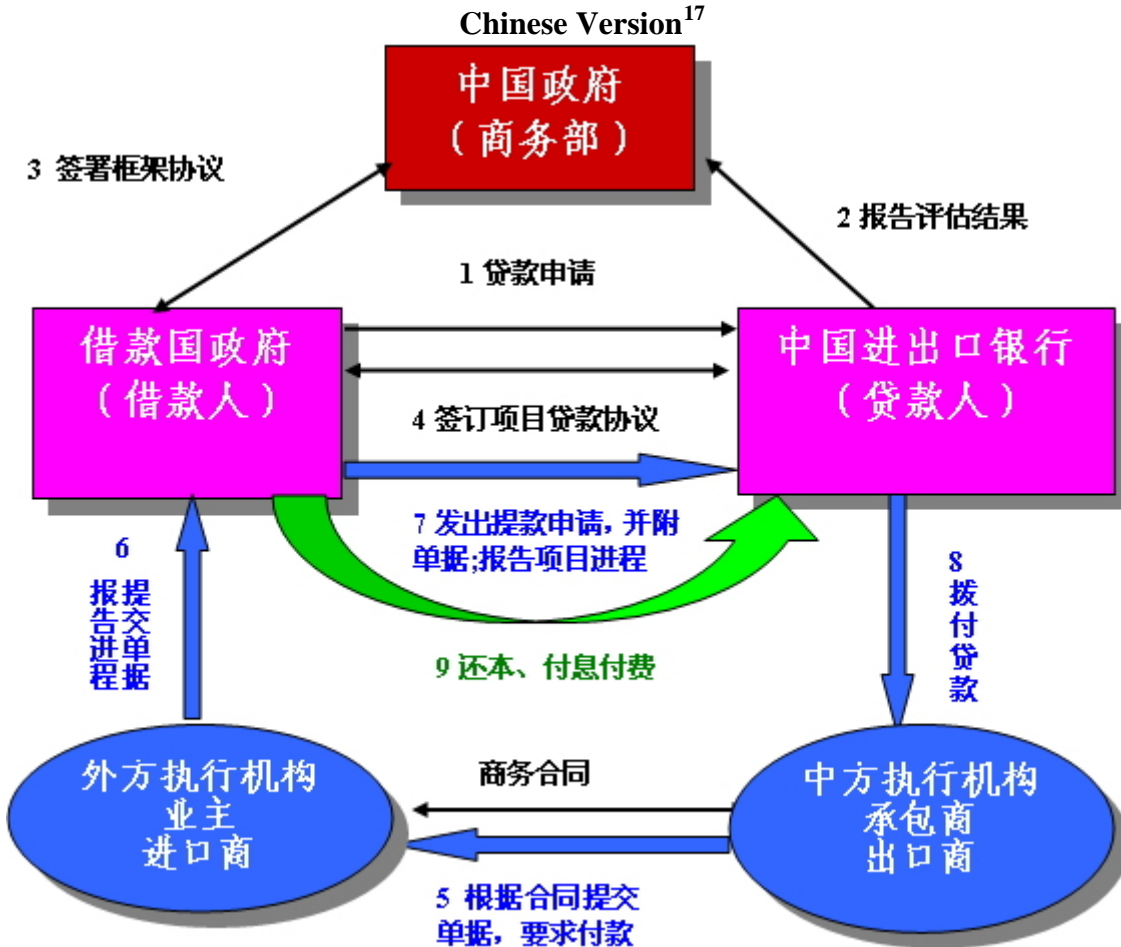 Chinese Version17
中国政府
（商务部）
3 签署框架协议
2 报告评估结果
1 贷款申请
借款国政府
（借款人）
中国进出口银行
（贷款人）
4 签订项目贷款协议
7 发出提款申请，并附
单据;报告项目进程
6
提交单据
报告进程
8
拨付贷款
9 还本、付息付费
外方执行机构
业主
进口商
商务合同
中方执行机构
承包商
出口商
5 根据合同提交
单据，要求付款